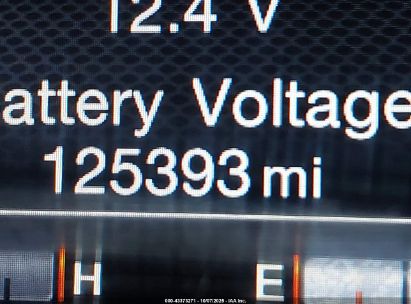 12.4 V
attery Voltage
125393 mi
H E